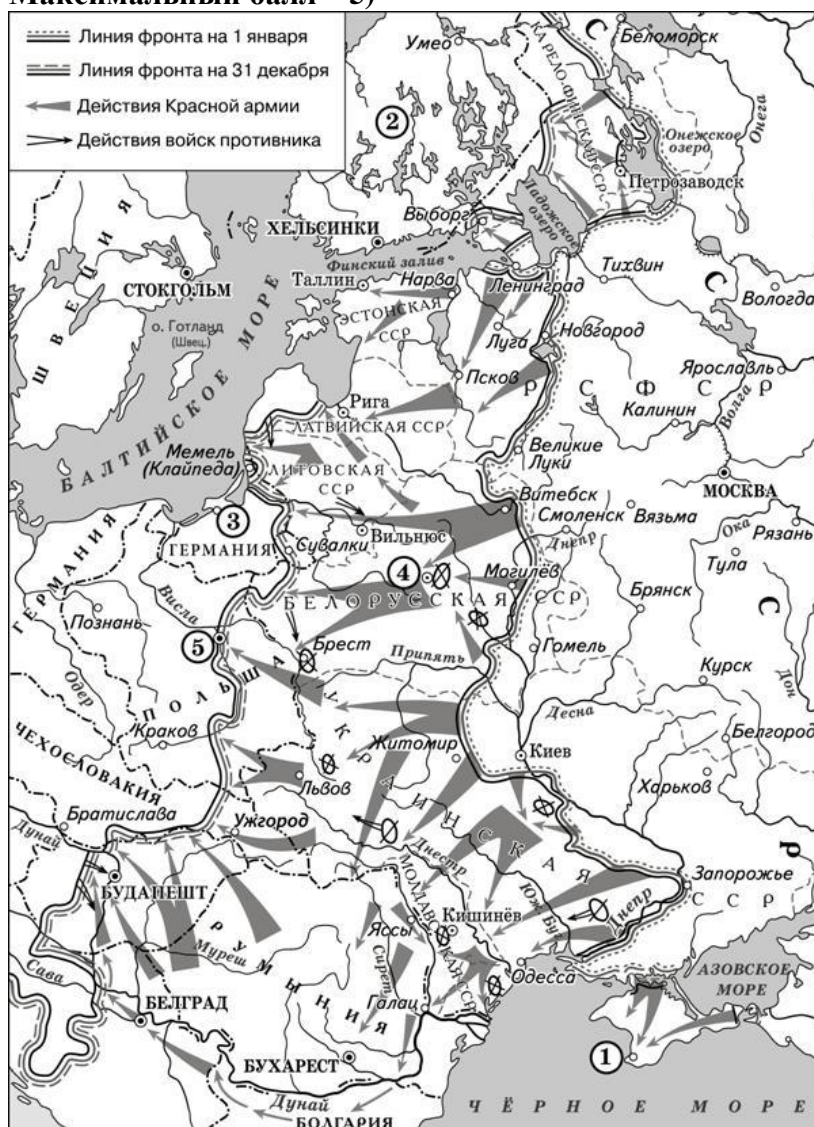 Максимальный балл – 3)
Линия фронта на 1 января
Линия фронта на 31 декабря
Действия Красной армии
Действия войск противника
Умео
Беломорск
КАРЕЛО-ФИНСКАЯ ССР
Онежское озеро
Онега
Петрозаводск
2
Выборг
Ладожское озеро
ХЕЛЬСИНКИ
Финский залив
Тихвин
С
С
С
Р
ШВЕЦИЯ
СТОКГОЛЬМ
Таллин
Нарва
Ленинград
Вологда
ЭСТОНСКАЯ ССР
о. Готланд
(Швец.)
Луга
Новгород
Псков
РСФСР
Ярославль
Волга
Калинин
БАЛТИЙСКОЕ МОРЕ
Рига
ЛАТВИЙСКАЯ ССР
Великие Луки
МОСКВА
Мемель
(Клайпеда)
ЛИТОВСКАЯ ССР
Витебск
Смоленск
Вязьма
Ока
Рязань
3
Вильнюс
Днепр
Тула
ГЕРМАНИЯ
ГЕРМАНИЯ
Сувалки
4
Могилёв
БЕЛОРУССКАЯ ССР
Брянск
Висла
Познань
5
Брест
Припять
Гомель
Дон
Одер
ПОЛЬША
Десна
Курск
Краков
Житомир
Киев
Белгород
ЧЕХОСЛОВАКИЯ
Львов
Харьков
УКРАИНСКАЯ ССР
Братислава
Ужгород
Дунай
Днестр
БУДАПЕШТ
МОЛДАВСКАЯ ССР
Юж. Буг
Днепр
Запорожье
Кишинёв
Яссы
РУМЫНИЯ
Муреш
Сирет
Одесса
АЗОВСКОЕ МОРЕ
Сава
БЕЛГРАД
Галац
1
БУХАРЕСТ
Дунай
БОЛГАРИЯ
ЧЁРНОЕ МОРЕ